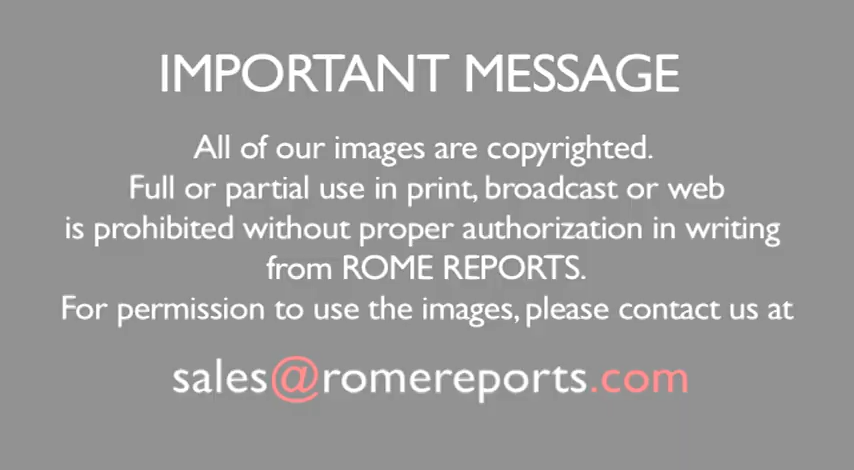 IMPORTANT MESSAGE
All of our images are copyrighted.
Full or partial use in print, broadcast or web
is prohibited without proper authorization in writing
from ROME REPORTS.
For permission to use the images, please contact us at
sales@romereports.com